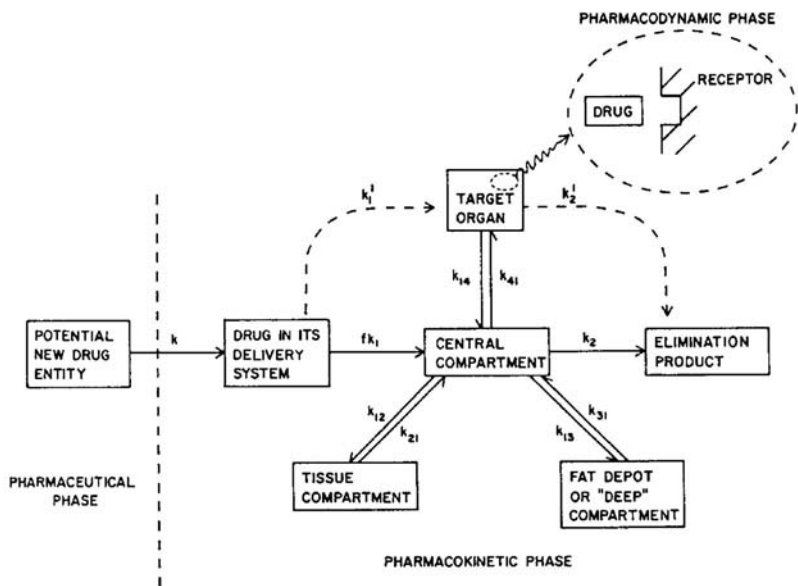 PHARMACODYNAMIC PHASE
RECEPTOR
DRUG
k₁'
TARGET
ORGAN
k₂'
k₁₄
k₄₁
POTENTIAL
NEW DRUG
ENTITY
k
DRUG IN ITS
DELIVERY
SYSTEM
fk₁
CENTRAL
COMPARTMENT
k₂
ELIMINATION
PRODUCT
k₁₂
k₂₁
k₃₁
k₁₃
PHARMACEUTICAL
PHASE
TISSUE
COMPARTMENT
FAT DEPOT
OR "DEEP"
COMPARTMENT
PHARMACOKINETIC PHASE